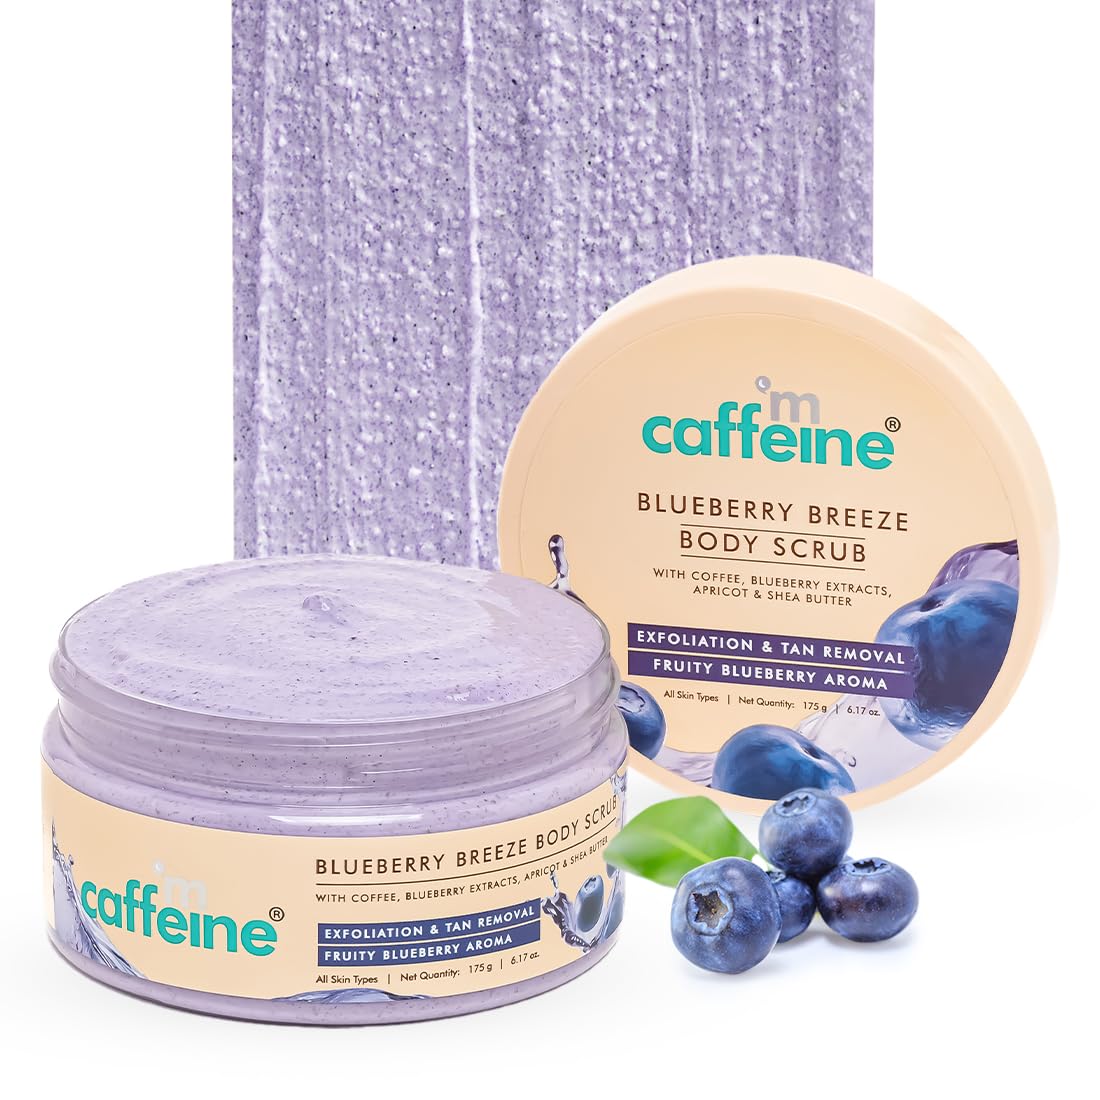 'm
caffeine®
BLUEBERRY BREEZE
BODY SCRUB
WITH COFFEE, BLUEBERRY EXTRACTS,
APRICOT & SHEA BUTTER
EXFOLIATION & TAN REMOVAL
FRUITY BLUEBERRY AROMA
All Skin Types | Net Quantity: 175 g | 6.17 oz.
'm
caffeine®
BLUEBERRY BREEZE BODY SCRUB
WITH COFFEE, BLUEBERRY EXTRACTS, APRICOT & SHEA BUTTER
EXFOLIATION & TAN REMOVAL
FRUITY BLUEBERRY AROMA
All Skin Types | Net Quantity: 175 g | 6.17 oz.